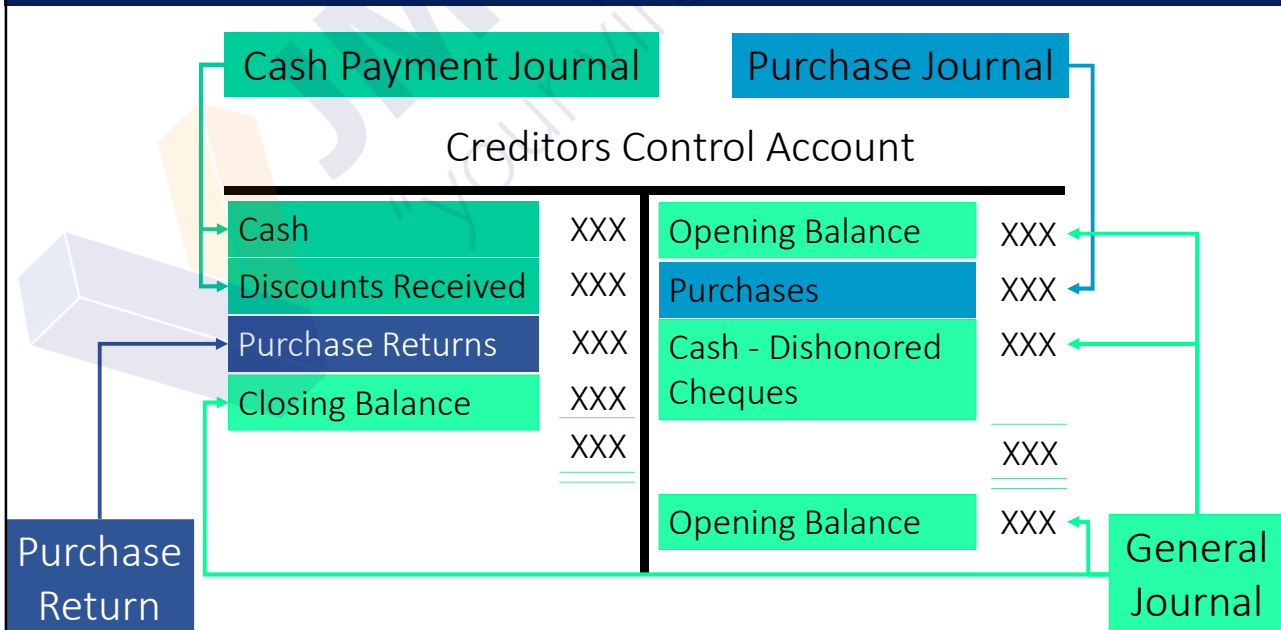 Cash Payment Journal
Purchase Journal
Creditors Control Account
Cash XXX
Opening Balance XXX
Discounts Received XXX
Purchases XXX
Purchase Returns XXX
Cash - Dishonored XXX
Cheques
Closing Balance XXX
XXX
XXX
Opening Balance XXX
Purchase
Return
General
Journal